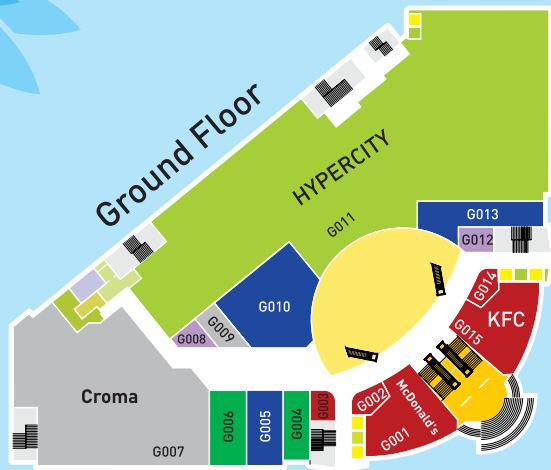 Ground Floor
HYPERCITY
G011
G013
G012
G014
KFC
G015
G010
G009
G008
Croma
G007
G006
G005
G004
G003
G002
McDonald's
G001